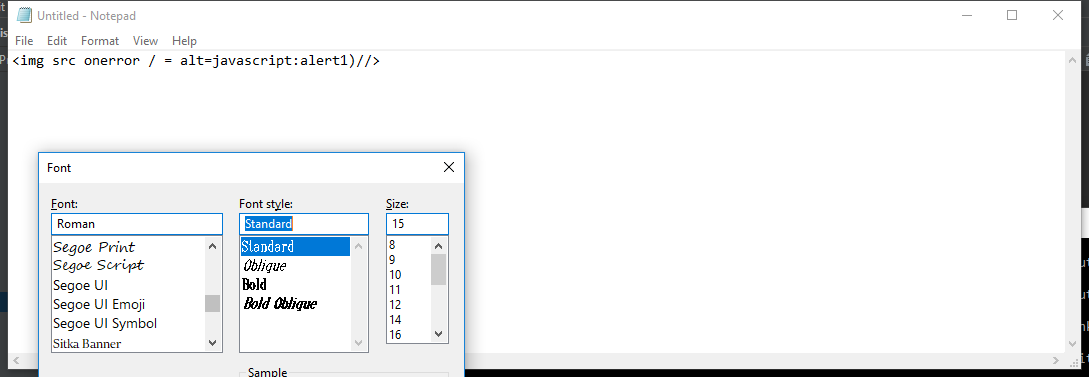 Untitled - Notepad
File Edit Format View Help
<img src onerror / = alt=javascript:alert1)//>
Font
Font: Font style: Size:
Roman Standard 15
Segoe Print Standard 8
Segoe Script Oblique 9
Segoe UI Bold 10
Segoe UI Emoji Bold Oblique 11
Segoe UI Symbol 12
Sitka Banner 14
16
Sample